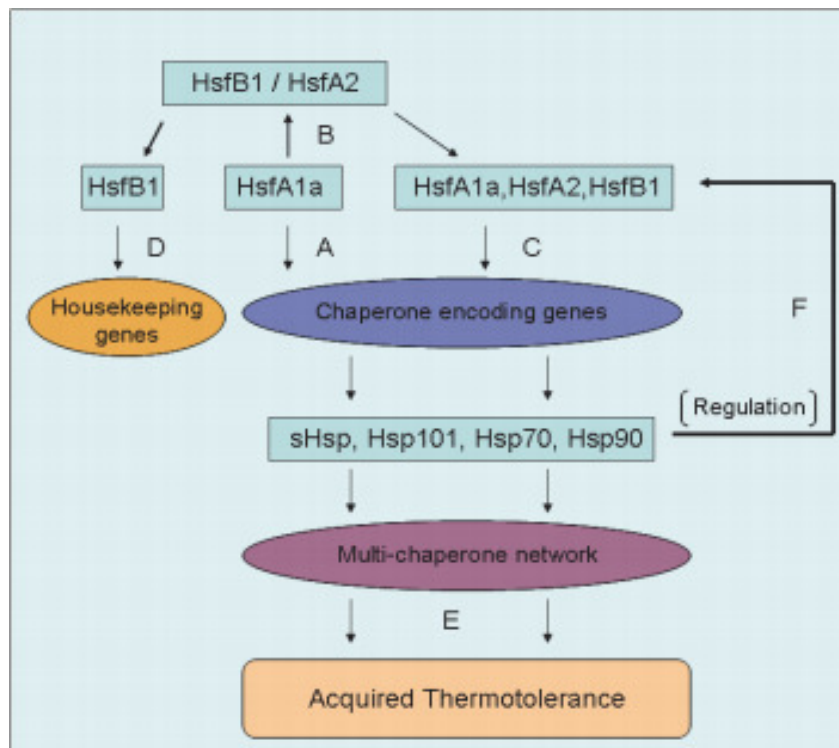 HsfB1 / HsfA2
B
HsfB1
HsfA1a
HsfA1a,HsfA2,HsfB1
D
A
C
Housekeeping
genes
Chaperone encoding genes
F
[Regulation]
sHsp, Hsp101, Hsp70, Hsp90
Multi-chaperone network
E
Acquired Thermotolerance